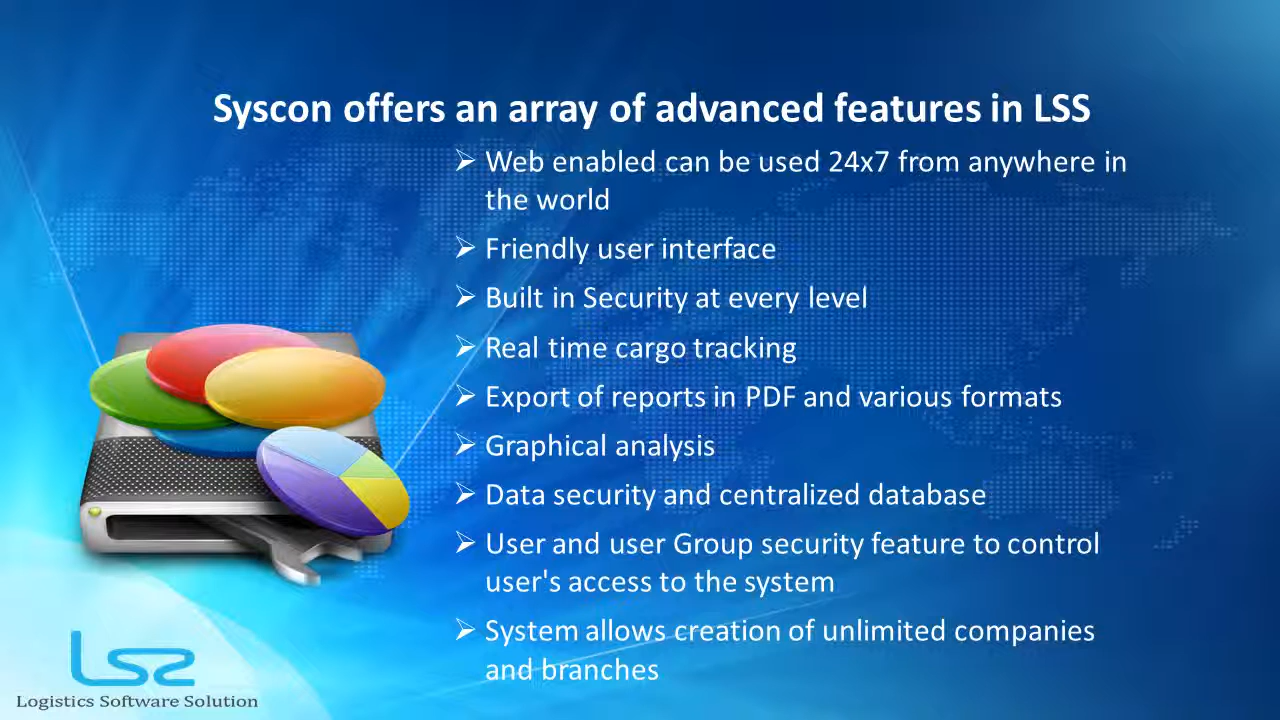 Syscon offers an array of advanced features in LSS
➢ Web enabled can be used 24x7 from anywhere in
the world
➢ Friendly user interface
➢ Built in Security at every level
➢ Real time cargo tracking
➢ Export of reports in PDF and various formats
➢ Graphical analysis
➢ Data security and centralized database
➢ User and user Group security feature to control
user's access to the system
➢ System allows creation of unlimited companies
and branches
LSS
Logistics Software Solution